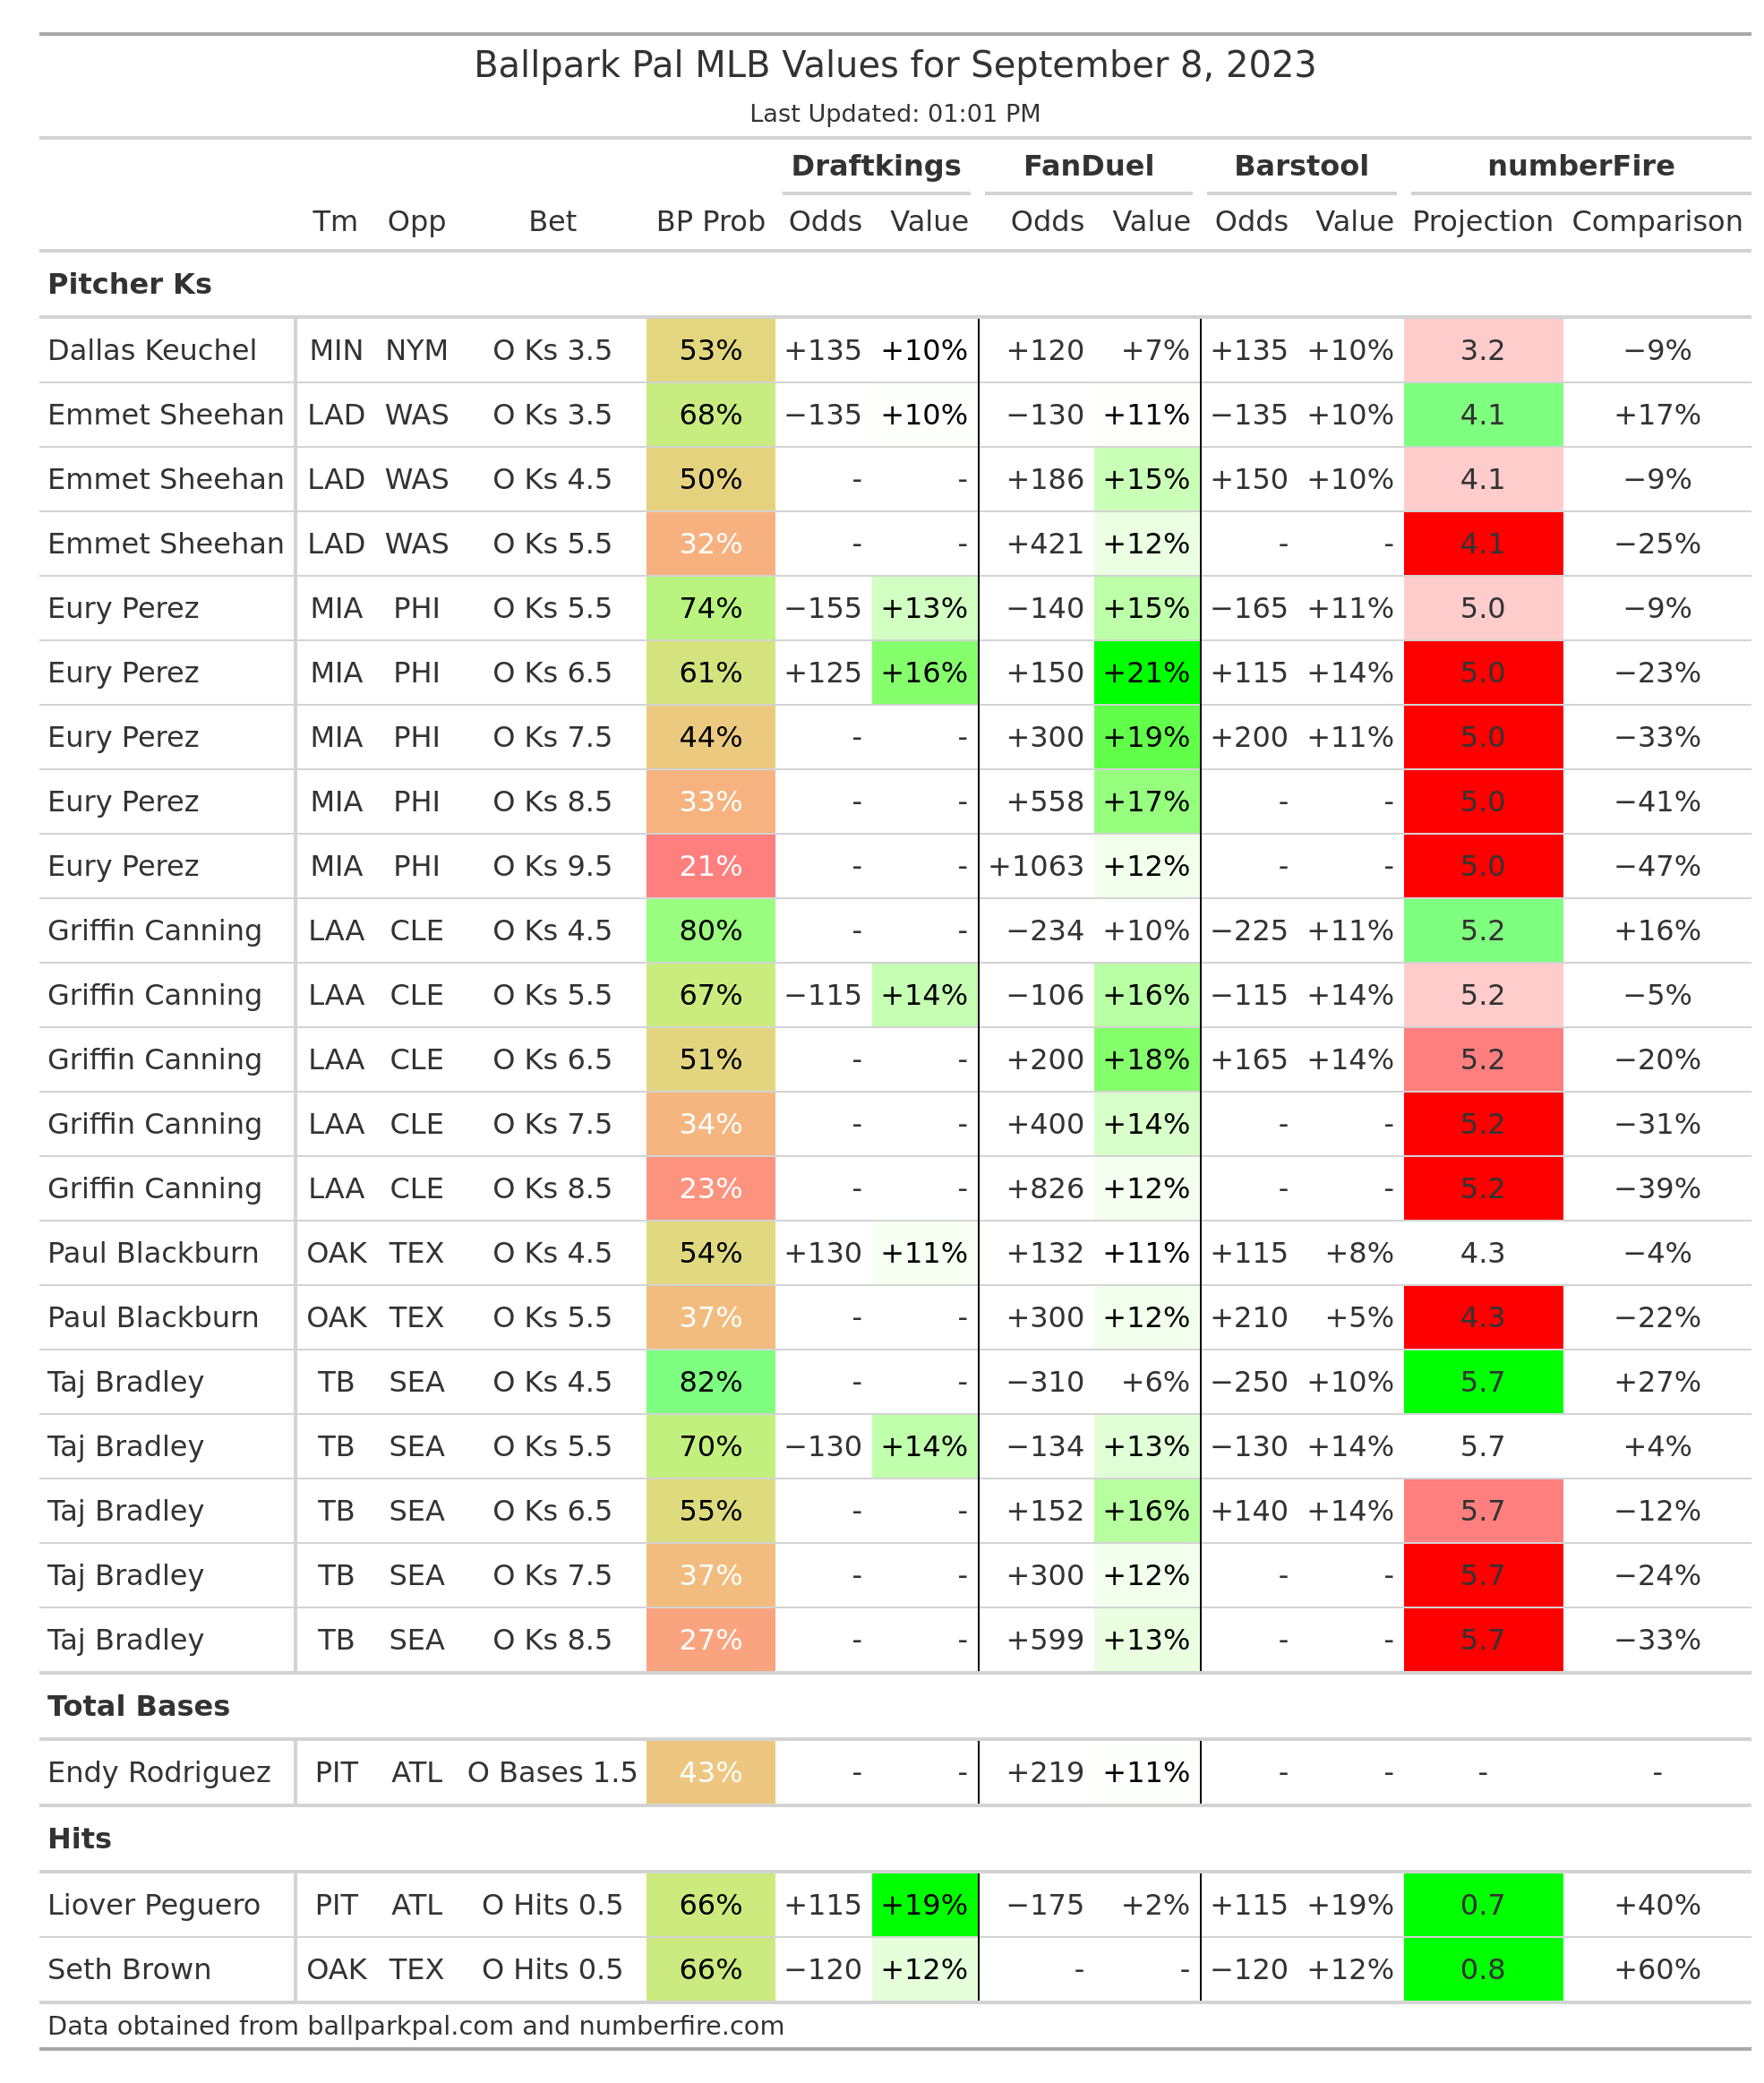 Ballpark Pal MLB Values for September 8, 2023
Last Updated: 01:01 PM
Draftkings FanDuel Barstool numberFire
Tm Opp Bet BP Prob Odds Value Odds Value Odds Value Projection Comparison
Pitcher Ks
Dallas Keuchel MIN NYM O Ks 3.5 53% +135 +10% +120 +7% +135 +10% 3.2 −9%
Emmet Sheehan LAD WAS O Ks 3.5 68% −135 +10% −130 +11% −135 +10% 4.1 +17%
Emmet Sheehan LAD WAS O Ks 4.5 50% - - +186 +15% +150 +10% 4.1 −9%
Emmet Sheehan LAD WAS O Ks 5.5 32% - - +421 +12% - - 4.1 −25%
Eury Perez MIA PHI O Ks 5.5 74% −155 +13% −140 +15% −165 +11% 5.0 −9%
Eury Perez MIA PHI O Ks 6.5 61% +125 +16% +150 +21% +115 +14% 5.0 −23%
Eury Perez MIA PHI O Ks 7.5 44% - - +300 +19% +200 +11% 5.0 −33%
Eury Perez MIA PHI O Ks 8.5 33% - - +558 +17% - - 5.0 −41%
Eury Perez MIA PHI O Ks 9.5 21% - - +1063 +12% - - 5.0 −47%
Griffin Canning LAA CLE O Ks 4.5 80% - - −234 +10% −225 +11% 5.2 +16%
Griffin Canning LAA CLE O Ks 5.5 67% −115 +14% −106 +16% −115 +14% 5.2 −5%
Griffin Canning LAA CLE O Ks 6.5 51% - - +200 +18% +165 +14% 5.2 −20%
Griffin Canning LAA CLE O Ks 7.5 34% - - +400 +14% - - 5.2 −31%
Griffin Canning LAA CLE O Ks 8.5 23% - - +826 +12% - - 5.2 −39%
Paul Blackburn OAK TEX O Ks 4.5 54% +130 +11% +132 +11% +115 +8% 4.3 −4%
Paul Blackburn OAK TEX O Ks 5.5 37% - - +300 +12% +210 +5% 4.3 −22%
Taj Bradley TB SEA O Ks 4.5 82% - - −310 +6% −250 +10% 5.7 +27%
Taj Bradley TB SEA O Ks 5.5 70% −130 +14% −134 +13% −130 +14% 5.7 +4%
Taj Bradley TB SEA O Ks 6.5 55% - - +152 +16% +140 +14% 5.7 −12%
Taj Bradley TB SEA O Ks 7.5 37% - - +300 +12% - - 5.7 −24%
Taj Bradley TB SEA O Ks 8.5 27% - - +599 +13% - - 5.7 −33%
Total Bases
Endy Rodriguez PIT ATL O Bases 1.5 43% - - +219 +11% - - - -
Hits
Liover Peguero PIT ATL O Hits 0.5 66% +115 +19% −175 +2% +115 +19% 0.7 +40%
Seth Brown OAK TEX O Hits 0.5 66% −120 +12% - - −120 +12% 0.8 +60%
Data obtained from ballparkpal.com and numberfire.com